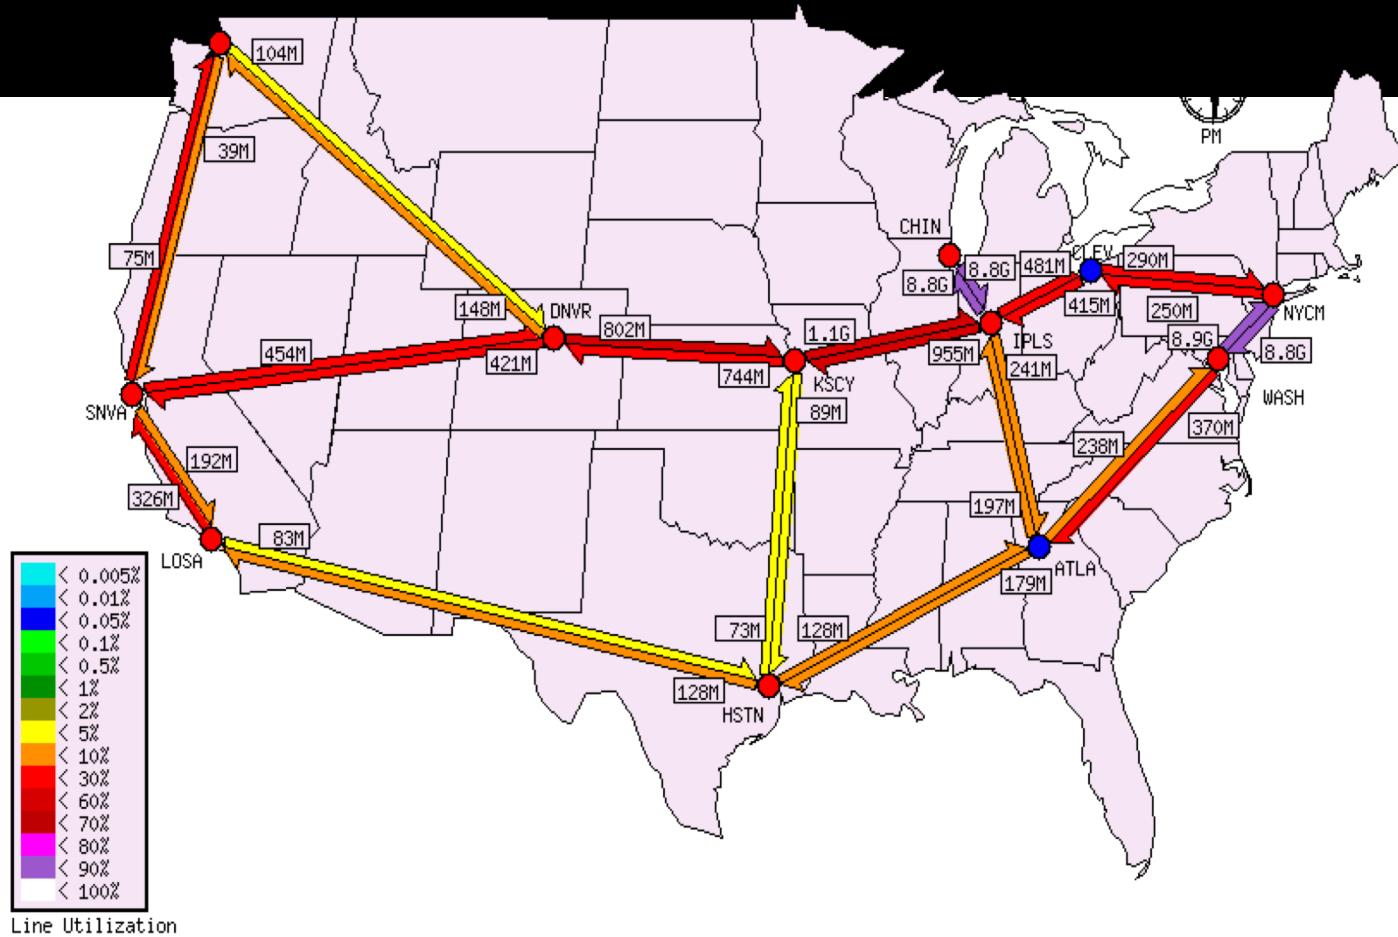 104M
PM
39M
CHIN
CLEV
75M
8.8G
8.8G
481M
290M
415M
250M
NYCM
148M
DNVR
802M
1.1G
8.9G
8.8G
454M
421M
744M
955M
IPLS
241M
KSCY
89M
WASH
SNVA
370M
238M
192M
326M
197M
83M
LOSA
ATLA
179M
73M
128M
128M
HSTN
< 0.005%
< 0.01%
< 0.05%
< 0.1%
< 0.5%
< 1%
< 2%
< 5%
< 10%
< 30%
< 60%
< 70%
< 80%
< 90%
< 100%
Line Utilization